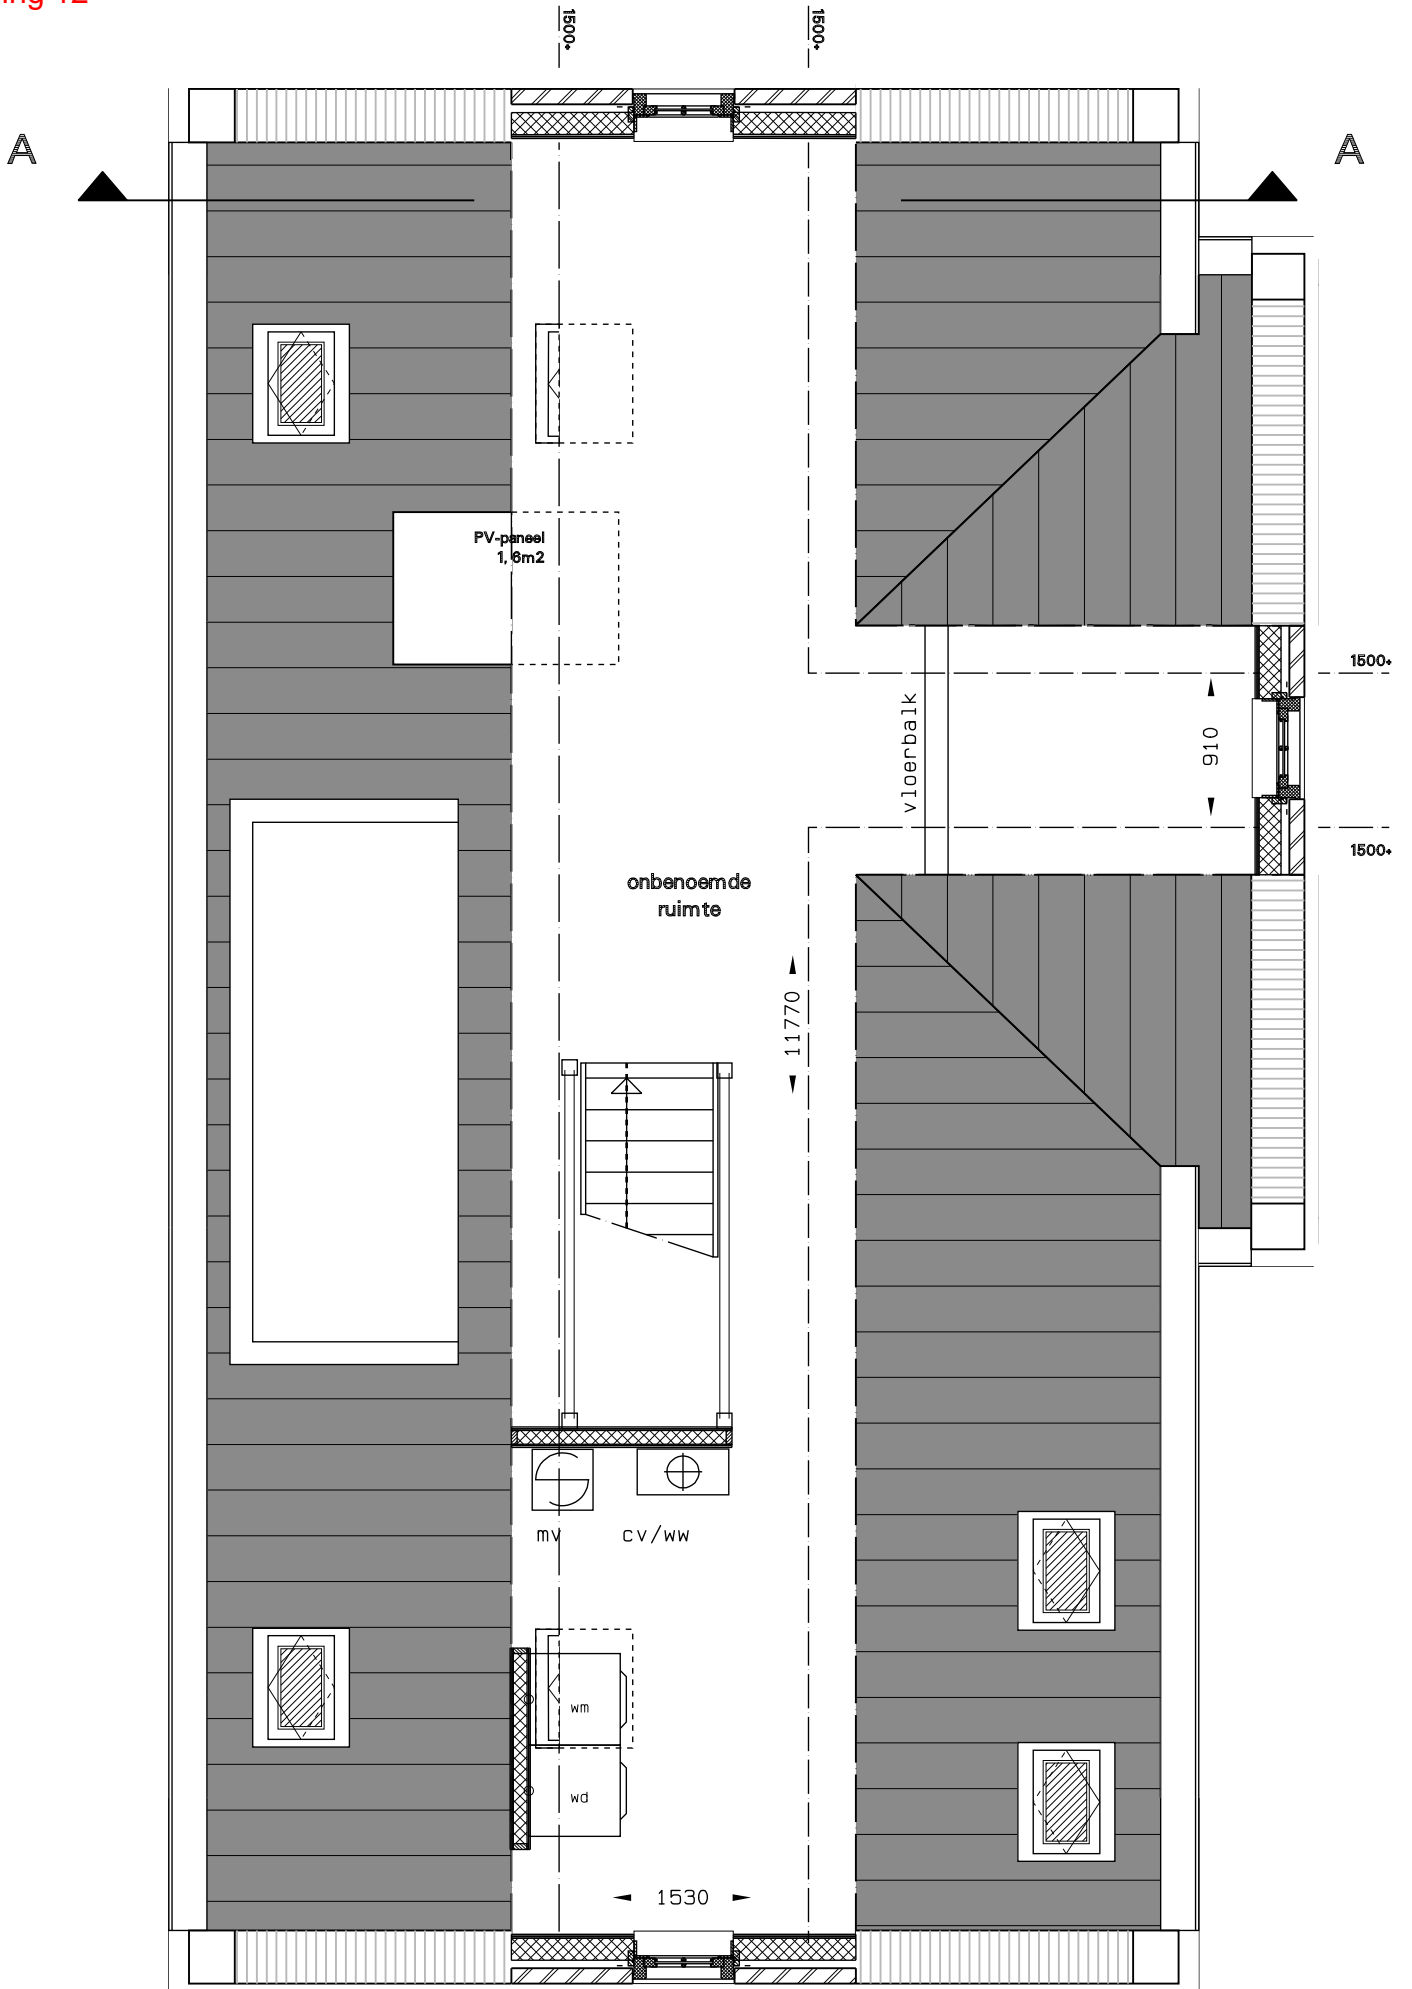 ing 12
1500+
1500+
A
A
PV-paneel
1,6m2
1500+
vloerbalk
910
1500+
onbenoemde
ruimte
11770
mv
cv/ww
wm
wd
1530